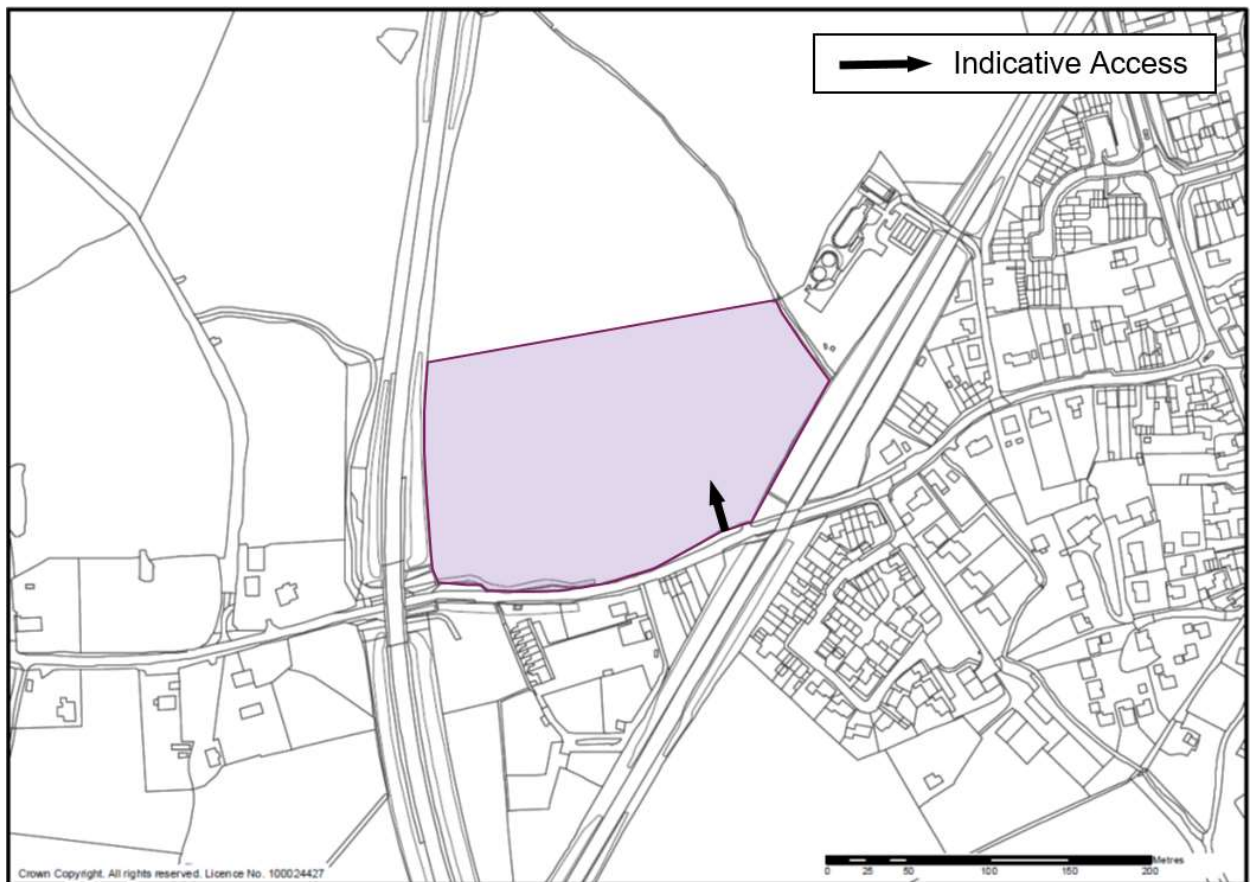 Indicative Access
Crown Copyright. All rights reserved. Licence No. 100024427
Metres
0 25 50 100 150 200